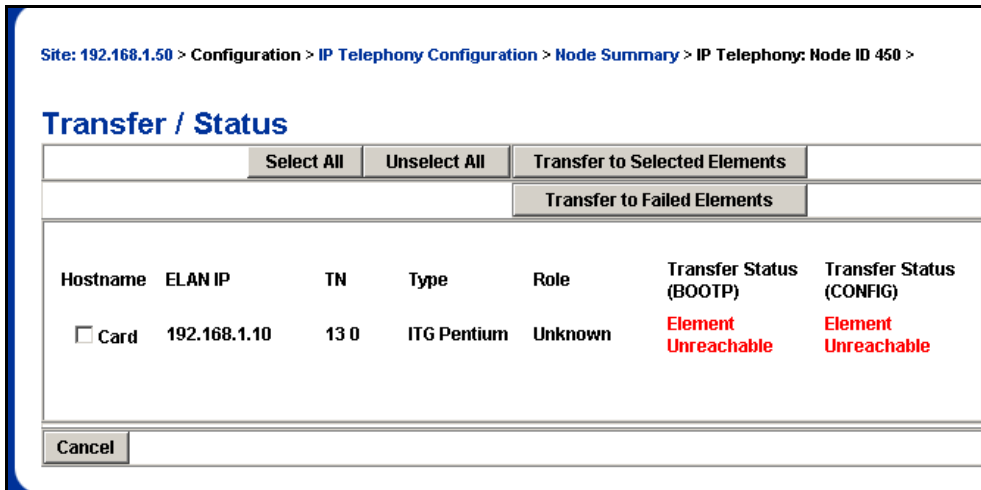 Site: 192.168.1.50 > Configuration > IP Telephony Configuration > Node Summary > IP Telephony: Node ID 450 >
Transfer / Status
Select All Unselect All Transfer to Selected Elements
Transfer to Failed Elements
Hostname ELAN IP TN Type Role Transfer Status (BOOTP) Transfer Status (CONFIG)
Card 192.168.1.10 13 0 ITG Pentium Unknown Element Unreachable Element Unreachable
Cancel